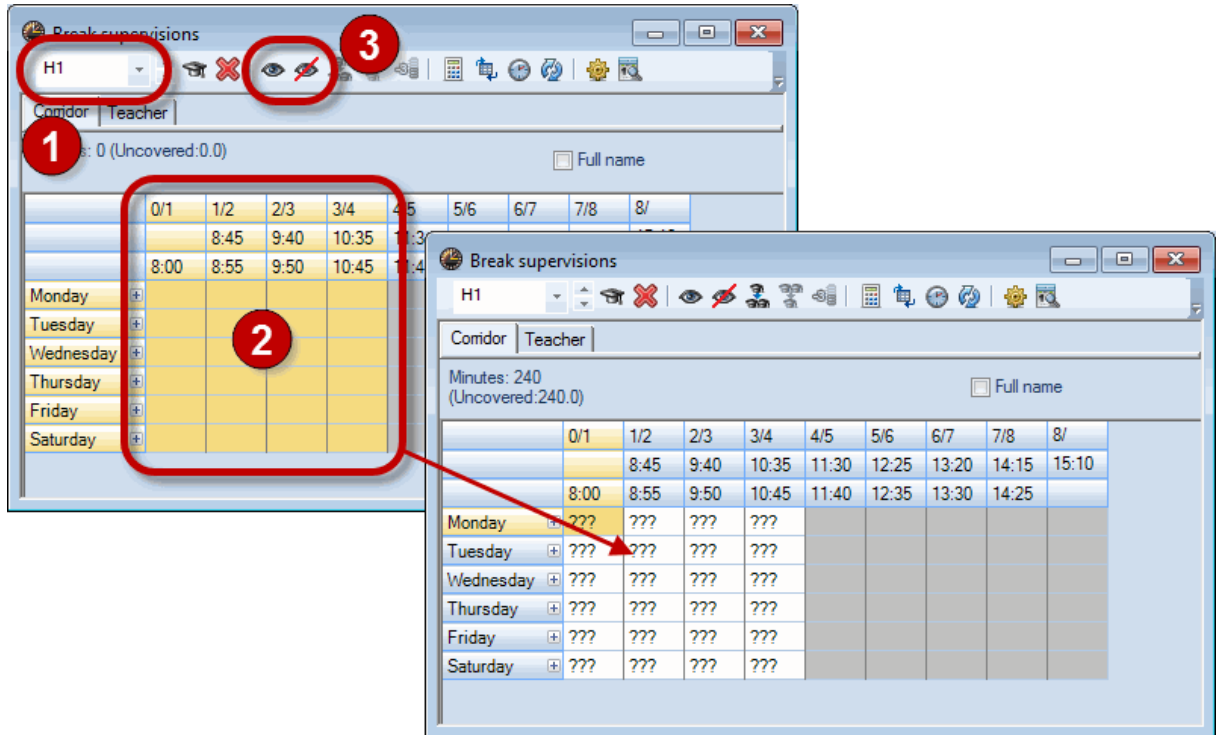 Break supervisions
3
H1
Corridor Teacher
1
s: 0 (Uncovered:0.0)
Full name
0/1 1/2 2/3 3/4 4/5 5/6 6/7 7/8 8/
8:45 9:40 10:35
8:00 8:55 9:50 10:45
Monday
Tuesday
Wednesday
Thursday
Friday
Saturday
2
Break supervisions
H1
Corridor Teacher
Minutes: 240
(Uncovered:240.0)
Full name
0/1 1/2 2/3 3/4 4/5 5/6 6/7 7/8 8/
8:45 9:40 10:35 11:30 12:25 13:20 14:15 15:10
8:00 8:55 9:50 10:45 11:40 12:35 13:30 14:25
Monday ??? ??? ??? ???
Tuesday ??? ??? ??? ???
Wednesday ??? ??? ??? ???
Thursday ??? ??? ??? ???
Friday ??? ??? ??? ???
Saturday ??? ??? ??? ???